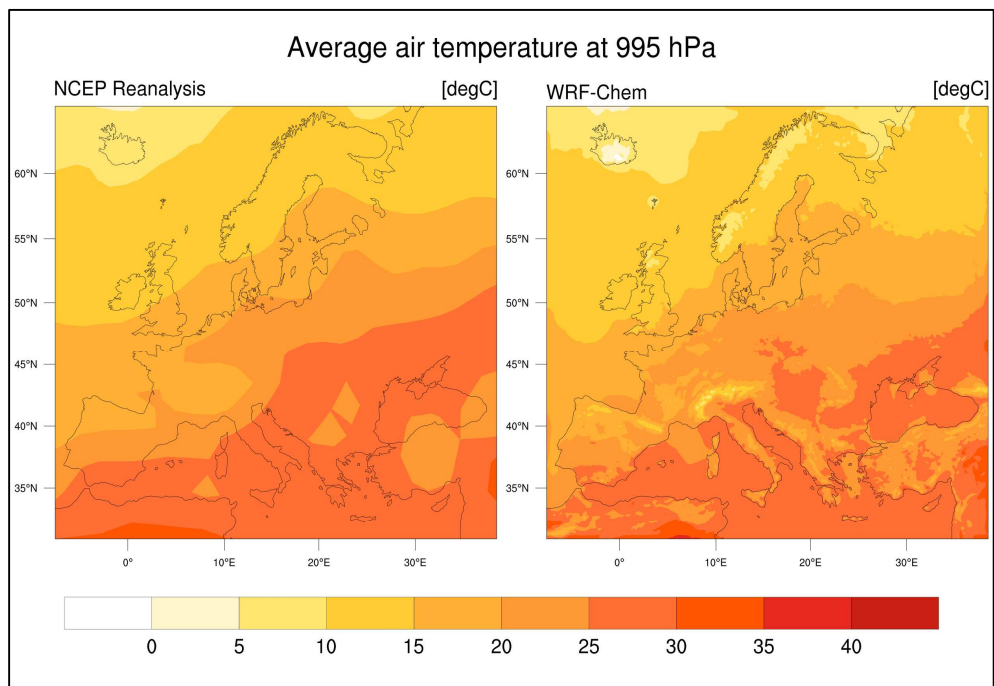 Average air temperature at 995 hPa
NCEP Reanalysis [degC]
WRF-Chem [degC]
60°N
55°N
50°N
45°N
40°N
35°N
0° 10°E 20°E 30°E
60°N
55°N
50°N
45°N
40°N
35°N
0° 10°E 20°E 30°E
0 5 10 15 20 25 30 35 40